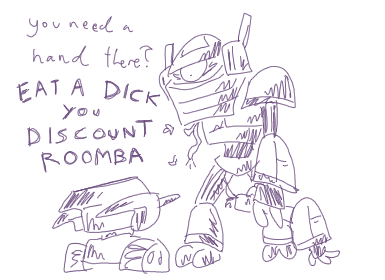 you need a
hand there?
EAT A DICK
YOU
DISCOUNT
ROOMBA